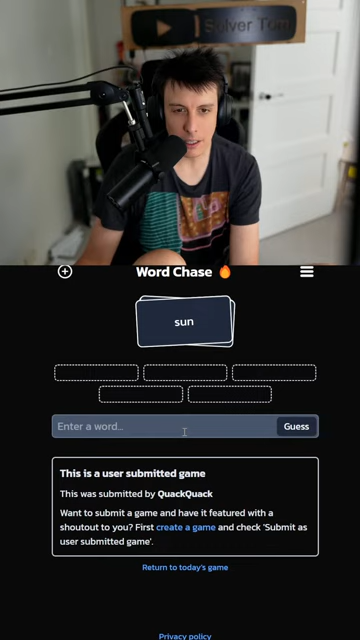 Solver Tom
Word Chase 🔥
sun
Enter a word...
Guess
This is a user submitted game
This was submitted by QuackQuack
Want to submit a game and have it featured with a
shoutout to you? First create a game and check 'Submit as
user submitted game'.
Return to today's game
Privacy policy